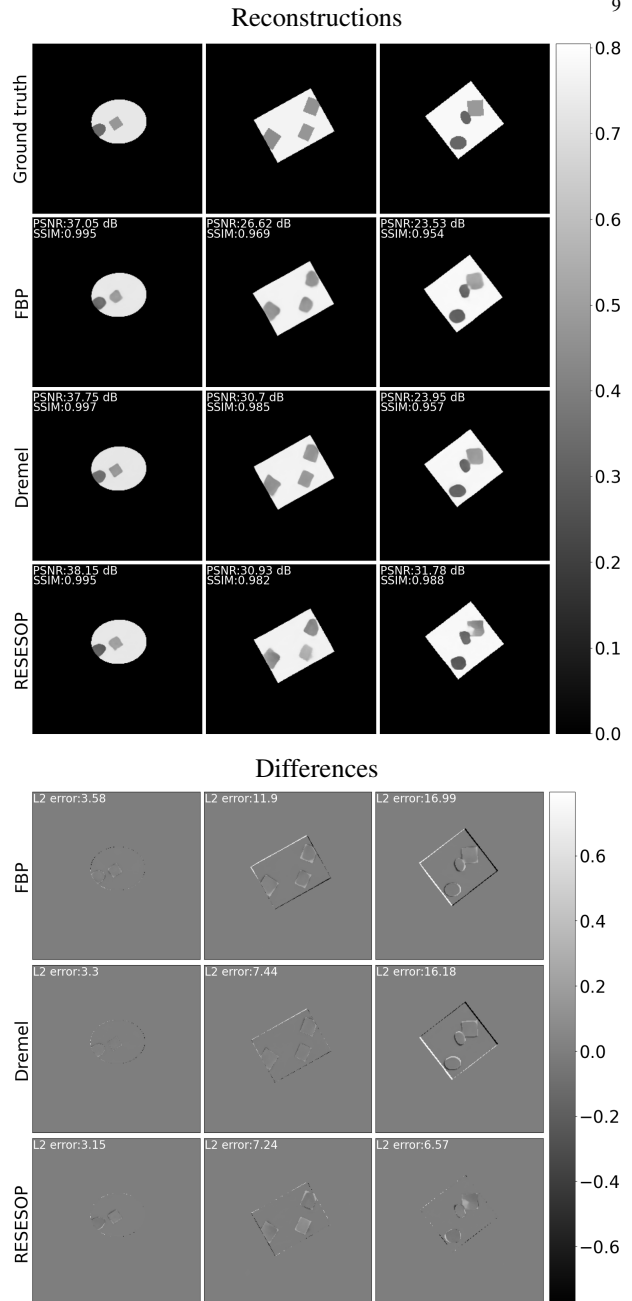 9
Reconstructions
Ground truth
0.8
0.7
0.6
0.5
0.4
0.3
0.2
0.1
0.0
FBP
PSNR:37.05 dB
SSIM:0.995
PSNR:26.62 dB
SSIM:0.969
PSNR:23.53 dB
SSIM:0.954
Dremel
PSNR:37.75 dB
SSIM:0.997
PSNR:30.7 dB
SSIM:0.985
PSNR:23.95 dB
SSIM:0.957
RESESOP
PSNR:38.15 dB
SSIM:0.995
PSNR:30.93 dB
SSIM:0.982
PSNR:31.78 dB
SSIM:0.988
Differences
FBP
L2 error:3.58
L2 error:11.9
L2 error:16.99
Dremel
L2 error:3.3
L2 error:7.44
L2 error:16.18
RESESOP
L2 error:3.15
L2 error:7.24
L2 error:6.57
0.6
0.4
0.2
0.0
−0.2
−0.4
−0.6